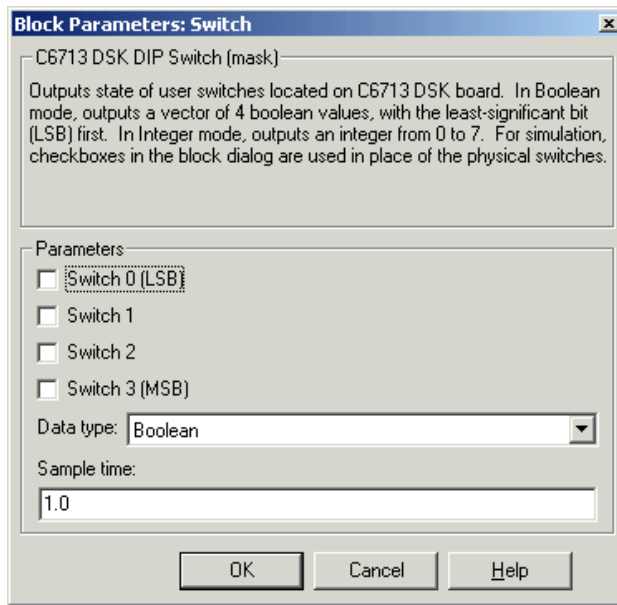 Block Parameters: Switch
C6713 DSK DIP Switch (mask)
Outputs state of user switches located on C6713 DSK board. In Boolean
mode, outputs a vector of 4 boolean values, with the least-significant bit
(LSB) first. In Integer mode, outputs an integer from 0 to 7. For simulation,
checkboxes in the block dialog are used in place of the physical switches.
Parameters
Switch 0 (LSB)
Switch 1
Switch 2
Switch 3 (MSB)
Data type: Boolean
Sample time:
1.0
OK Cancel Help